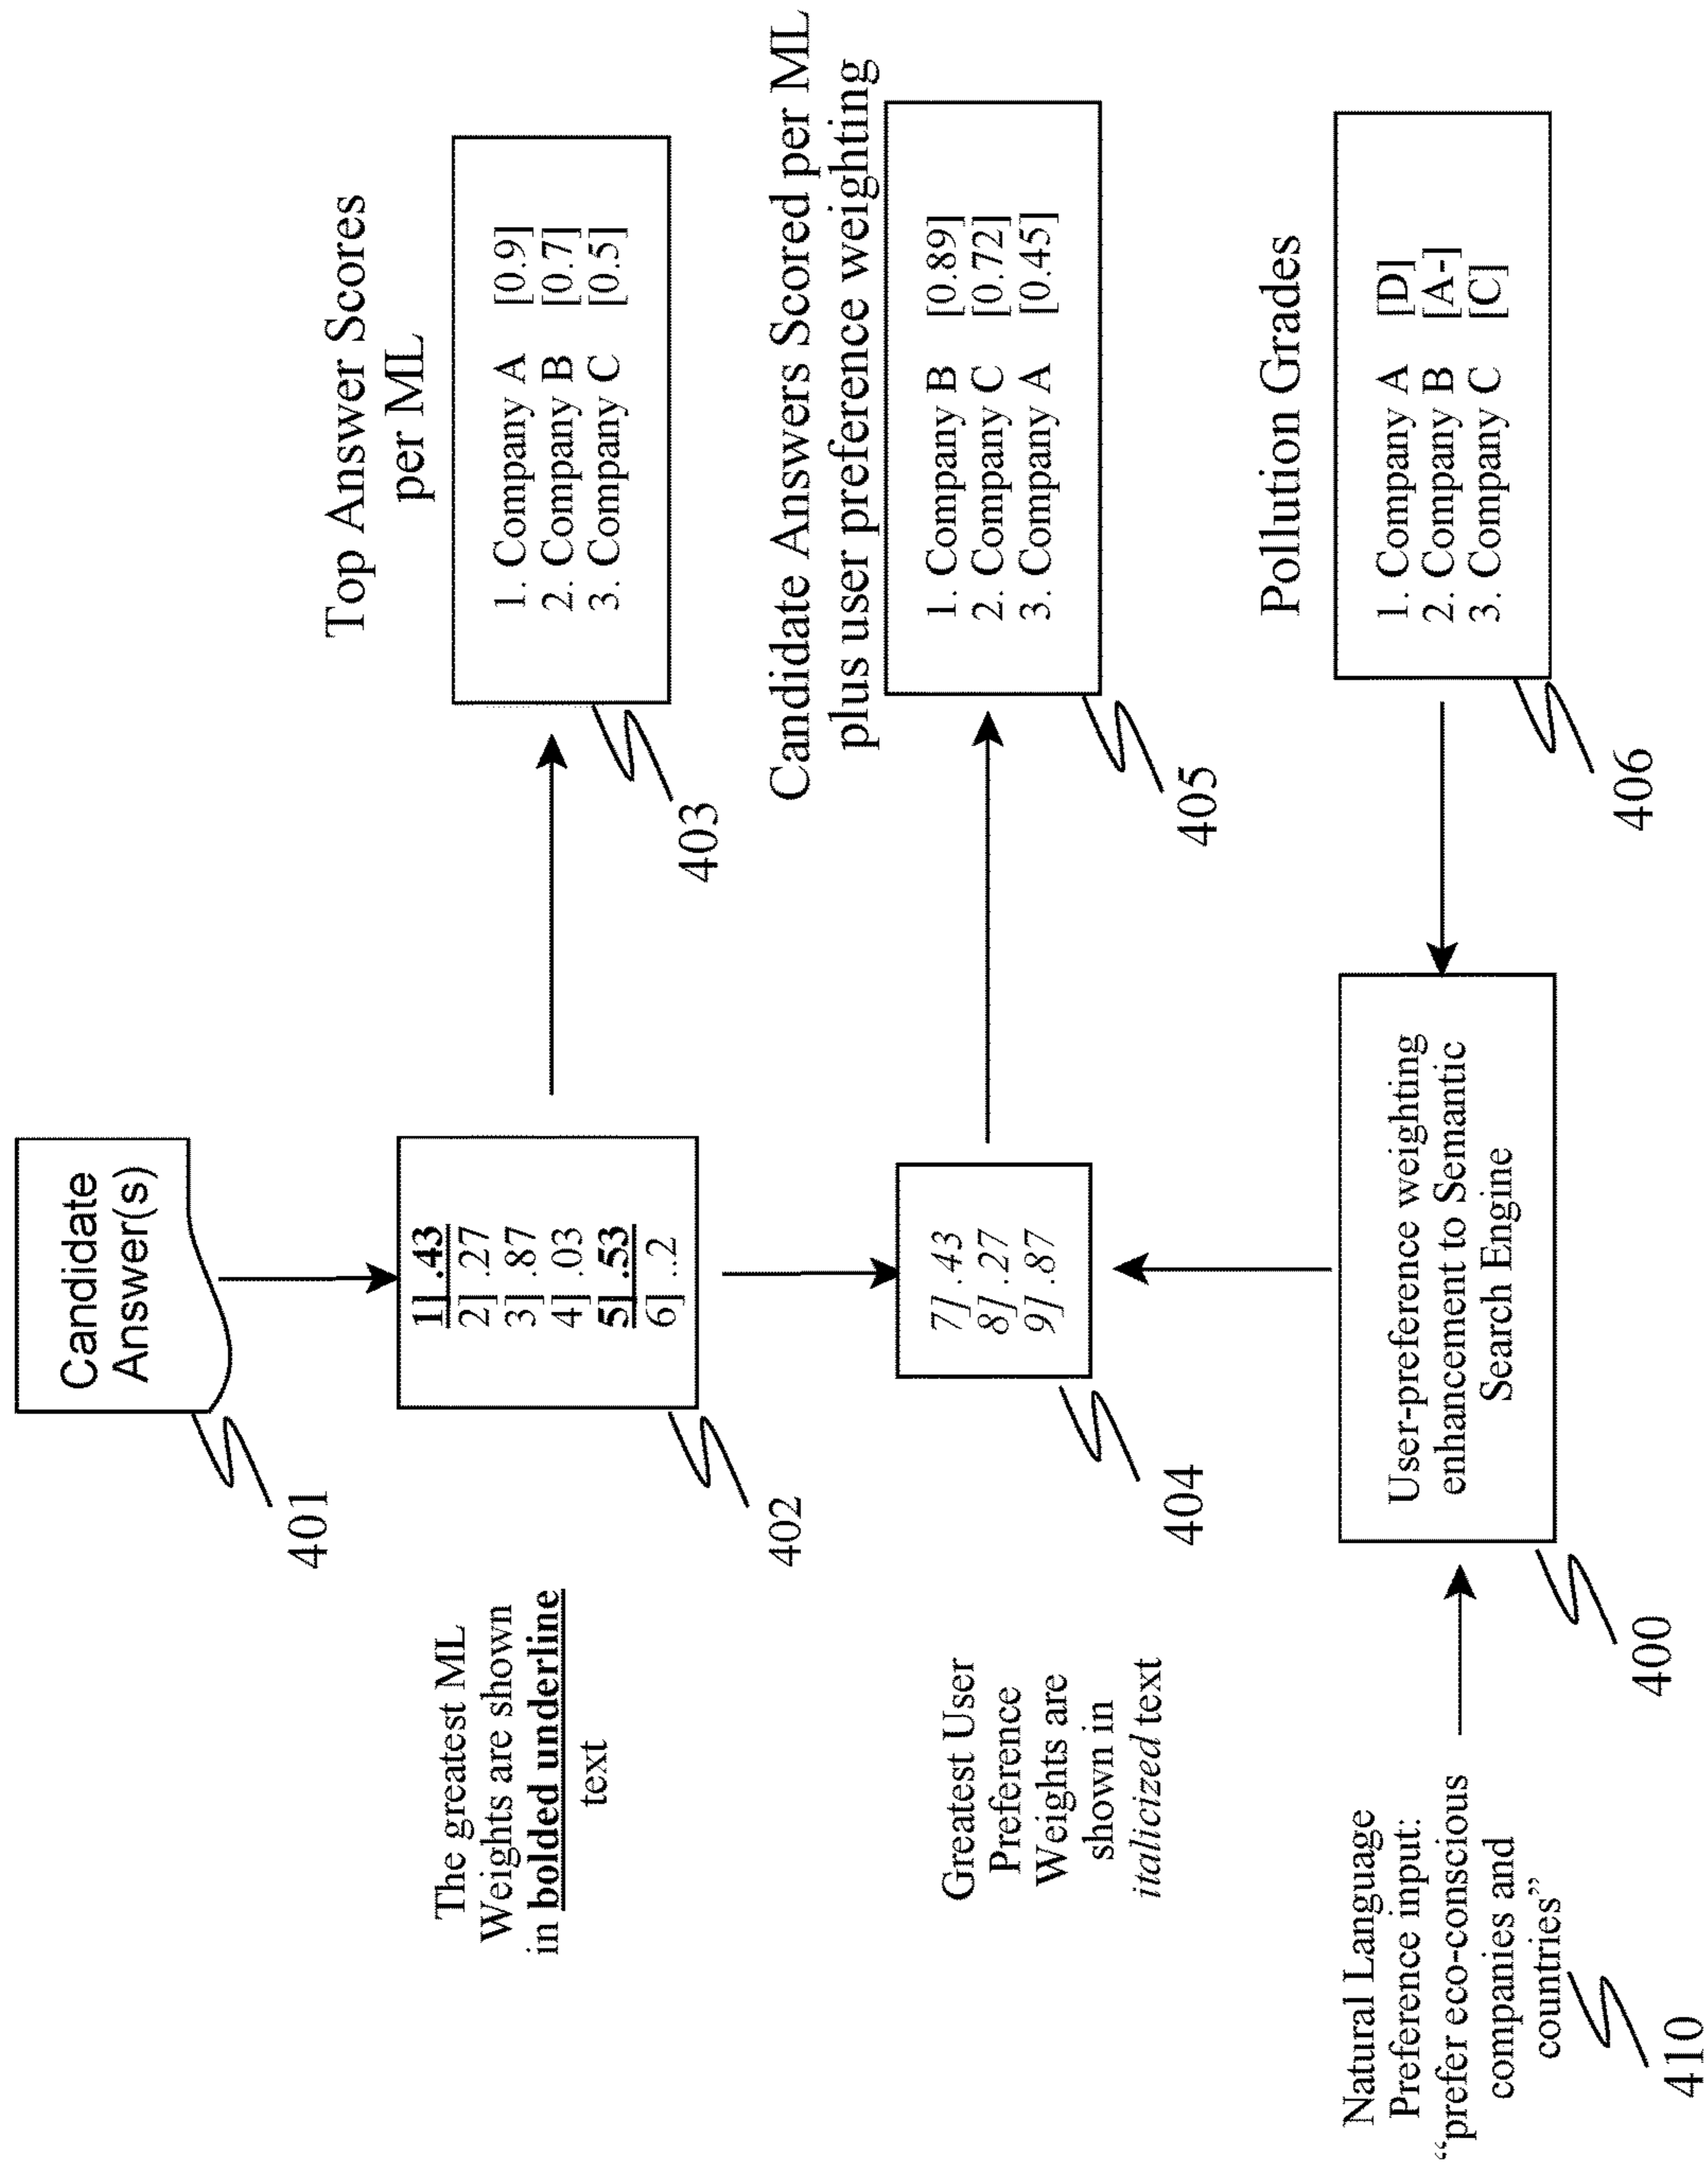 Candidate
Answer(s)
401
The greatest ML
Weights are shown
in bolded underline
text
1] .43
2] .27
3] .87
4] .03
5] .53
6] ..2
402
Top Answer Scores
per ML
1. Company A [0.9]
2. Company B [0.7]
3. Company C [0.5]
403
Greatest User
Preference
Weights are
shown in
italicized text
7] .43
8] .27
9] .87
404
Candidate Answers Scored per ML
plus user preference weighting
1. Company B [0.89]
2. Company C [0.72]
3. Company A [0.45]
405
Natural Language
Preference input:
“prefer eco-conscious
companies and
countries”
410
User-preference weighting
enhancement to Semantic
Search Engine
400
Pollution Grades
1. Company A [D]
2. Company B [A-]
3. Company C [C]
406